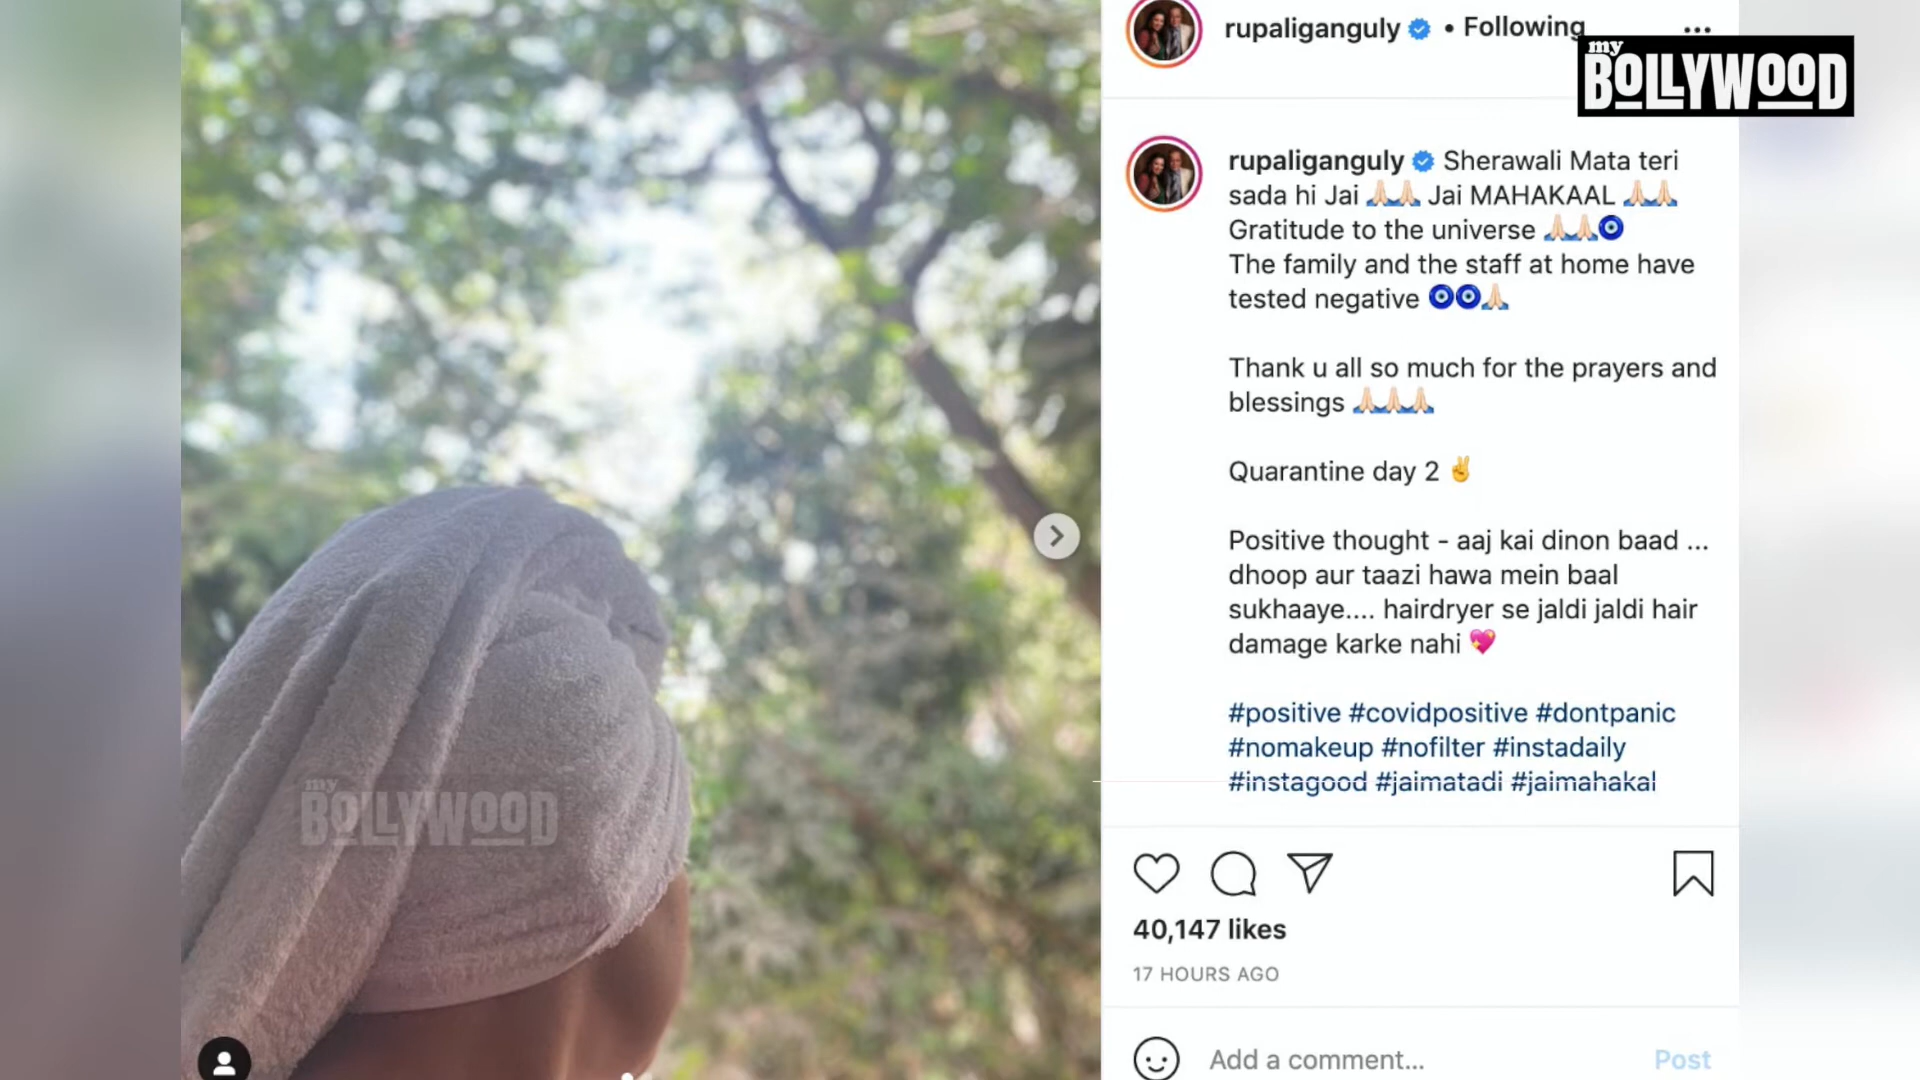 rupaliganguly • Following
my
BOLLYWOOD
rupaliganguly Sherawali Mata teri
sada hi Jai 🙏🏻🙏🏻 Jai MAHAKAAL 🙏🏻🙏🏻
Gratitude to the universe 🙏🏻🙏🏻🧿
The family and the staff at home have
tested negative 🧿🧿🙏🏻
Thank u all so much for the prayers and
blessings 🙏🏻🙏🏻🙏🏻
Quarantine day 2 ✌️
Positive thought - aaj kai dinon baad ...
dhoop aur taazi hawa mein baal
sukhaaye.... hairdryer se jaldi jaldi hair
damage karke nahi 💖
#positive #covidpositive #dontpanic
#nomakeup #nofilter #instadaily
#instagood #jaimatadi #jaimahakal
my
BOLLYWOOD
40,147 likes
17 HOURS AGO
Add a comment...
Post